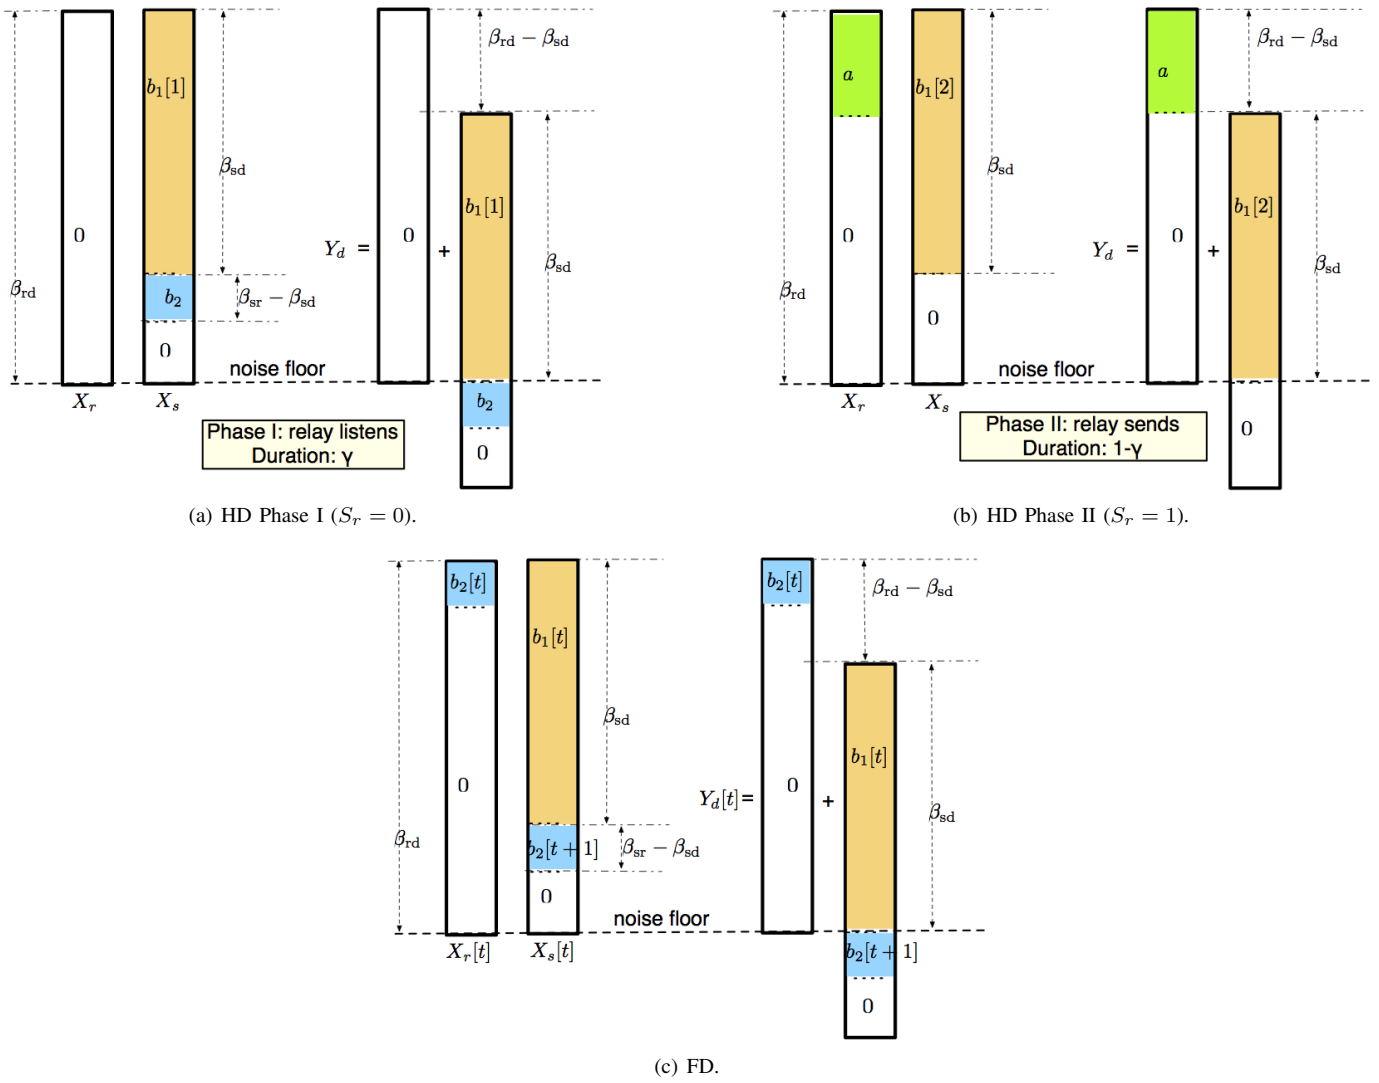 β_rd − β_sd
b_1[1]
β_sd
0
0
b_1[1]
Y_d =
+
β_sd
β_rd
b_2
β_sr − β_sd
0
noise floor
X_r
X_s
b_2
0
Phase I: relay listens
Duration: γ
(a) HD Phase I (S_r = 0).
a
b_1[2]
a
β_rd − β_sd
β_sd
0
0
b_1[2]
Y_d =
+
β_sd
β_rd
0
noise floor
X_r
X_s
Phase II: relay sends
Duration: 1-γ
0
(b) HD Phase II (S_r = 1).
b_2[t]
b_2[t]
β_rd − β_sd
b_1[t]
β_sd
0
0
b_1[t]
Y_d[t]=
+
β_sd
β_rd
b_2[t + 1]
β_sr − β_sd
0
noise floor
X_r[t]
X_s[t]
b_2[t + 1]
0
(c) FD.